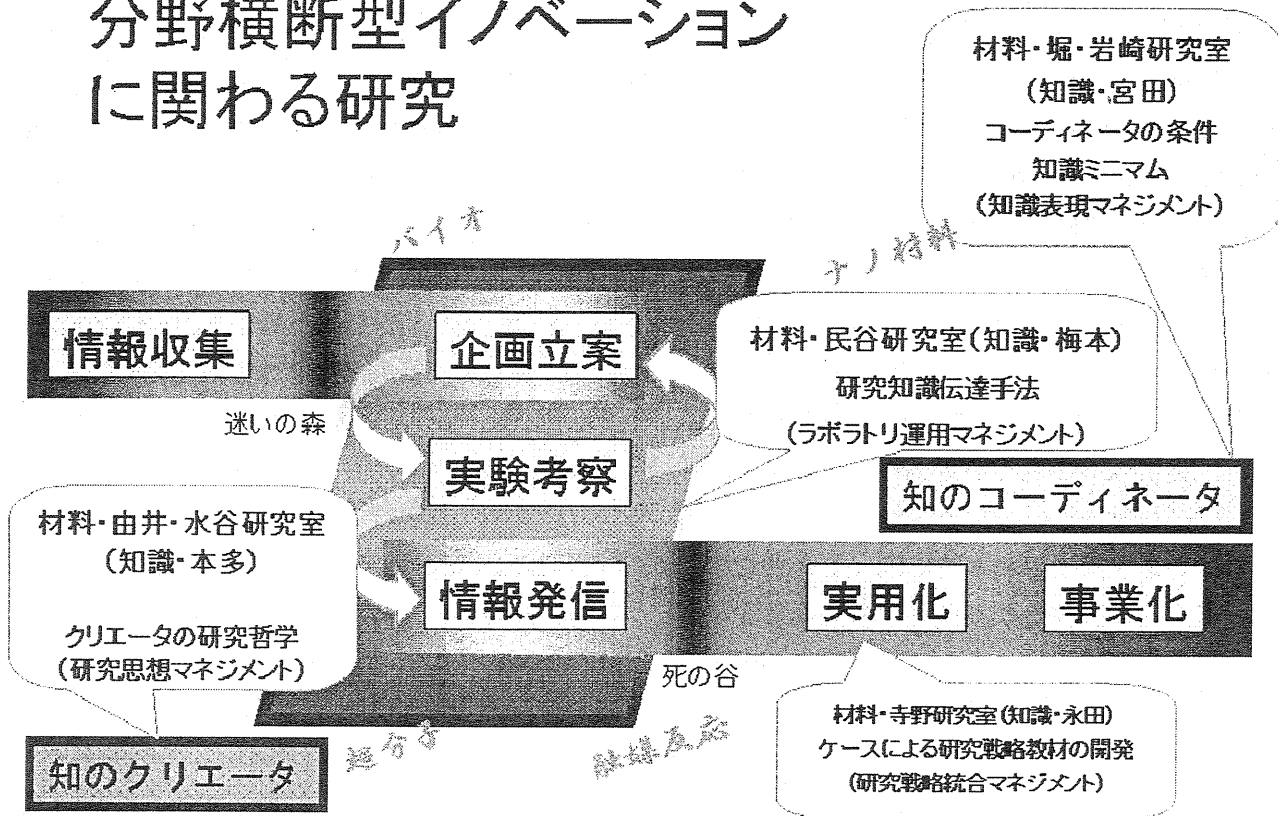 分野横断型イノベーション
に関わる研究
材料・堀・岩崎研究室
(知識・宮田)
コーディネータの条件
知識ミニマム
(知識表現マネジメント)
バイオ
ナノ材料
情報収集
企画立案
材料・民谷研究室(知識・梅本)
研究知識伝達手法
(ラボラトリ運用マネジメント)
迷いの森
実験考察
知のコーディネータ
材料・由井・水谷研究室
(知識・本多)
クリエータの研究哲学
(研究思想マネジメント)
情報発信
実用化
事業化
死の谷
材料・寺野研究室(知識・永田)
ケースによる研究戦略教材の開発
(研究戦略統合マネジメント)
超分子
触媒反応
知のクリエータ